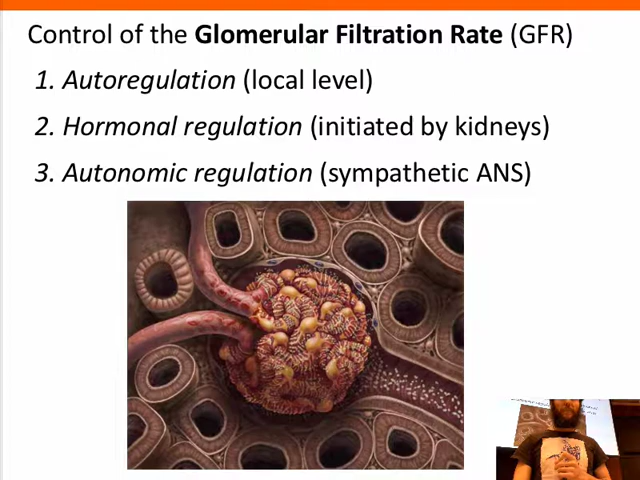 Control of the Glomerular Filtration Rate (GFR)
1. Autoregulation (local level)
2. Hormonal regulation (initiated by kidneys)
3. Autonomic regulation (sympathetic ANS)